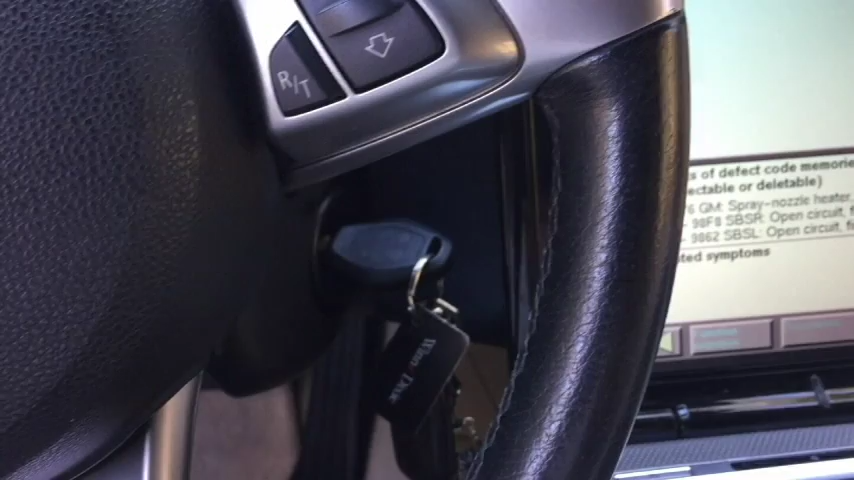 R/T
s of defect code memorie
ectable or deletable)
6 GM: Spray-nozzle heater,
- 98F8 SBSR: Open circuit, f
- 9862 SBSL: Open circuit, f
ted symptoms